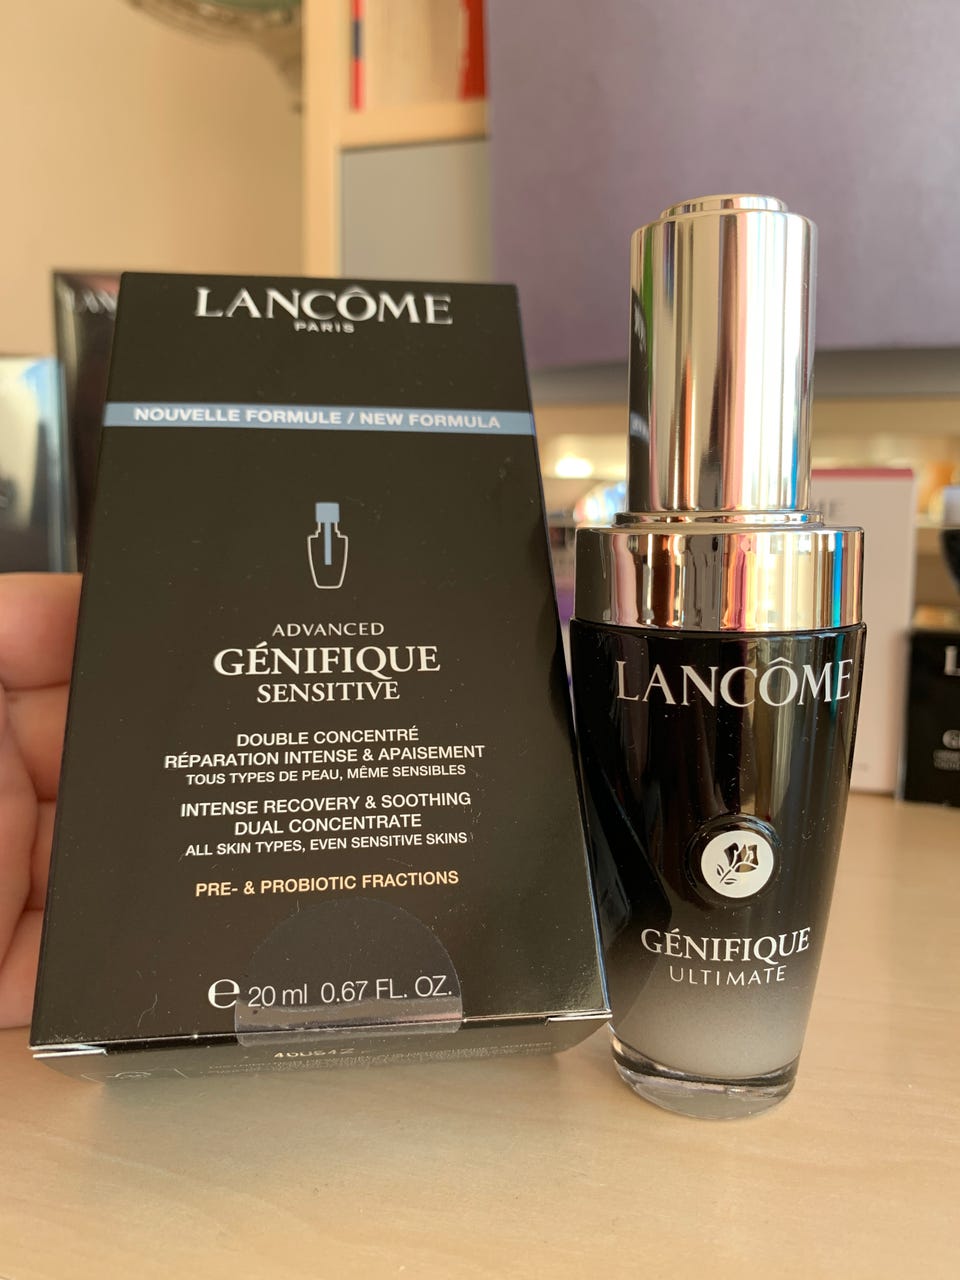 LANCÔME
PARIS
NOUVELLE FORMULE / NEW FORMULA
ADVANCED
GÉNIFIQUE
SENSITIVE
DOUBLE CONCENTRÉ
RÉPARATION INTENSE & APAISEMENT
TOUS TYPES DE PEAU, MÊME SENSIBLES
INTENSE RECOVERY & SOOTHING
DUAL CONCENTRATE
ALL SKIN TYPES, EVEN SENSITIVE SKINS
PRE- & PROBIOTIC FRACTIONS
℮ 20 ml 0.67 FL. OZ.
LANCÔME
GÉNIFIQUE
ULTIMATE